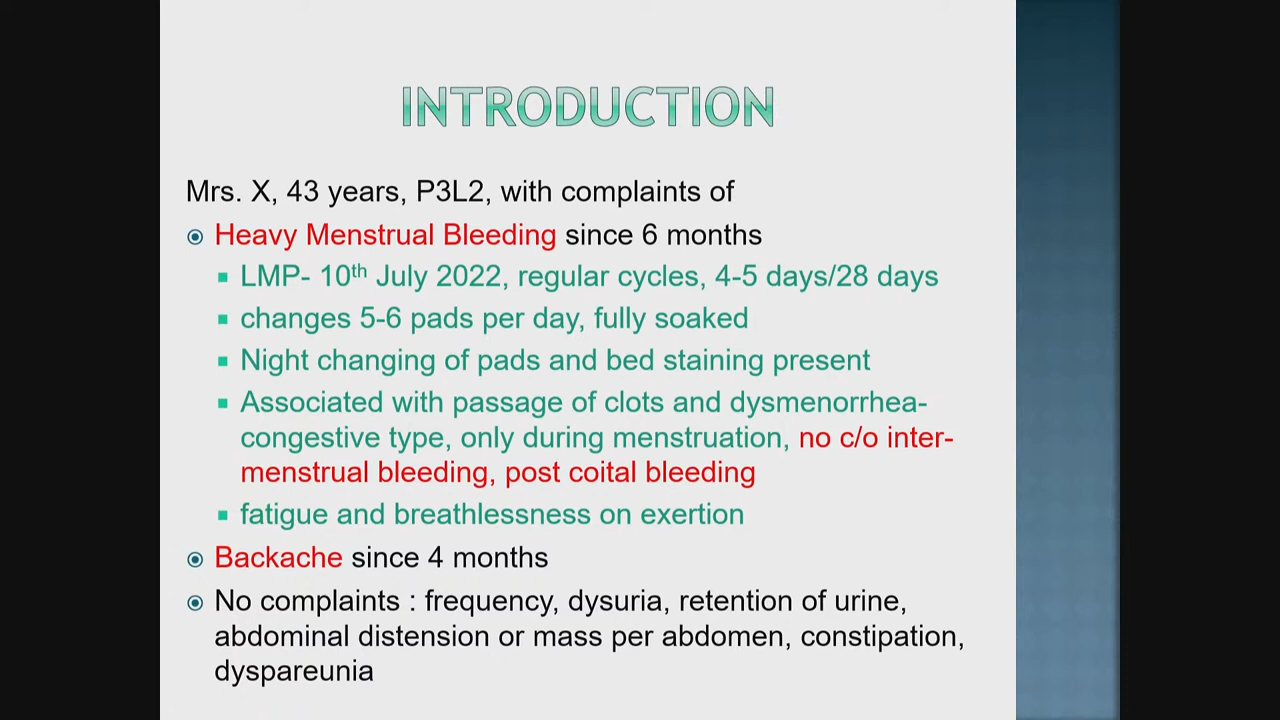 INTRODUCTION
Mrs. X, 43 years, P3L2, with complaints of
Heavy Menstrual Bleeding since 6 months
LMP- 10th July 2022, regular cycles, 4-5 days/28 days
changes 5-6 pads per day, fully soaked
Night changing of pads and bed staining present
Associated with passage of clots and dysmenorrhea-
congestive type, only during menstruation, no c/o inter-
menstrual bleeding, post coital bleeding
fatigue and breathlessness on exertion
Backache since 4 months
No complaints : frequency, dysuria, retention of urine,
abdominal distension or mass per abdomen, constipation,
dyspareunia